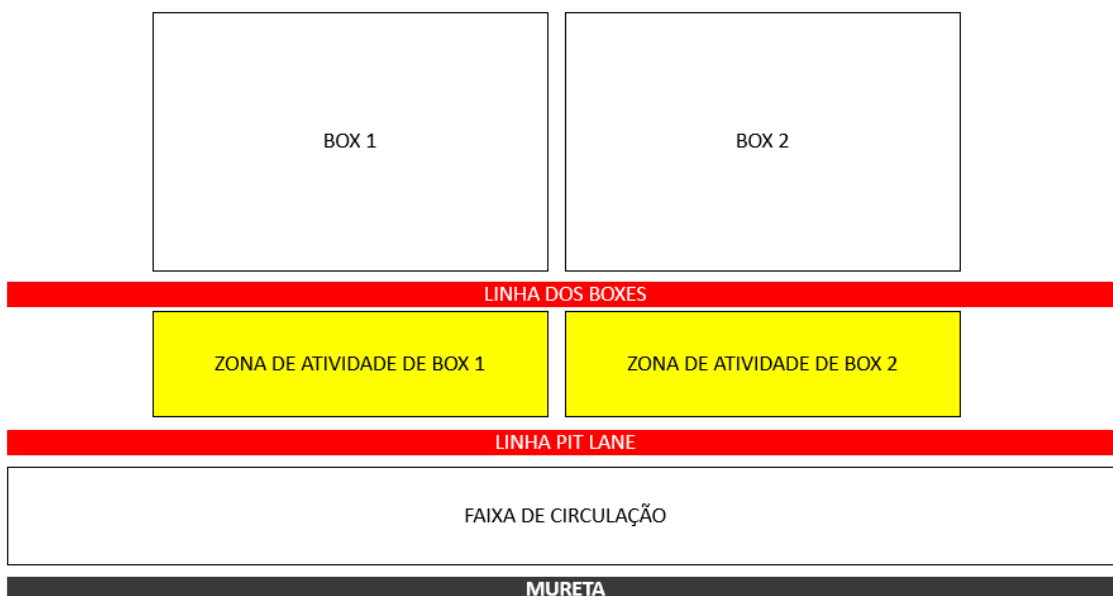 BOX 1
BOX 2
LINHA DOS BOXES
ZONA DE ATIVIDADE DE BOX 1
ZONA DE ATIVIDADE DE BOX 2
LINHA PIT LANE
FAIXA DE CIRCULAÇÃO
MURETA